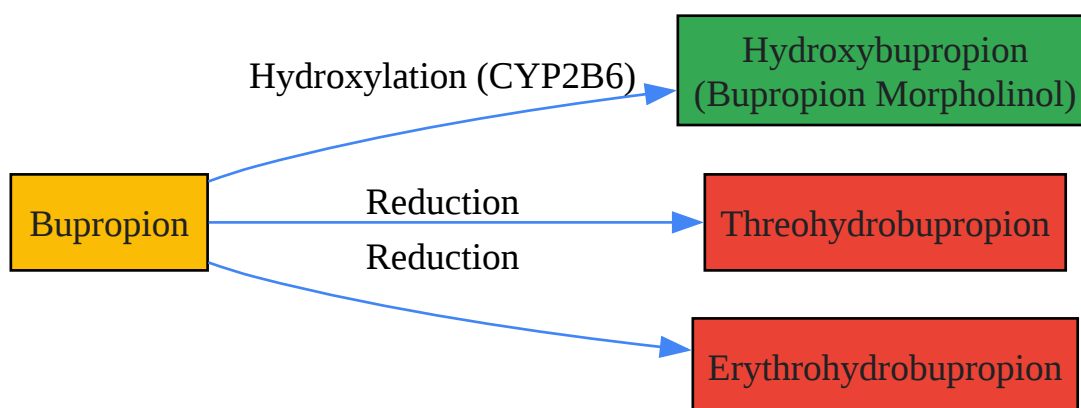 Hydroxylation (CYP2B6)
Hydroxybupropion
(Bupropion Morpholinol)
Bupropion
Reduction
Threohydrobupropion
Reduction
Erythrohydrobupropion